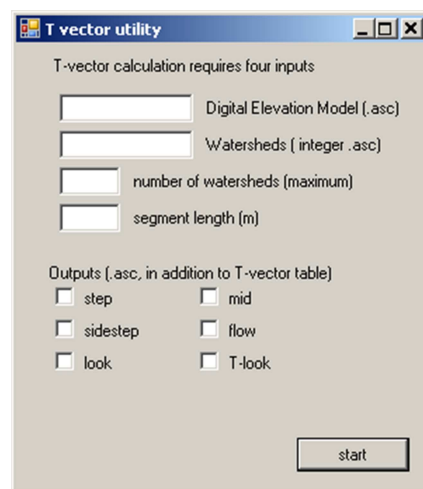 T vector utility
T-vector calculation requires four inputs
Digital Elevation Model (.asc)
Watersheds ( integer .asc)
number of watersheds (maximum)
segment length (m)
Outputs (.asc, in addition to T-vector table)
step mid
sidestep flow
look T-look
start